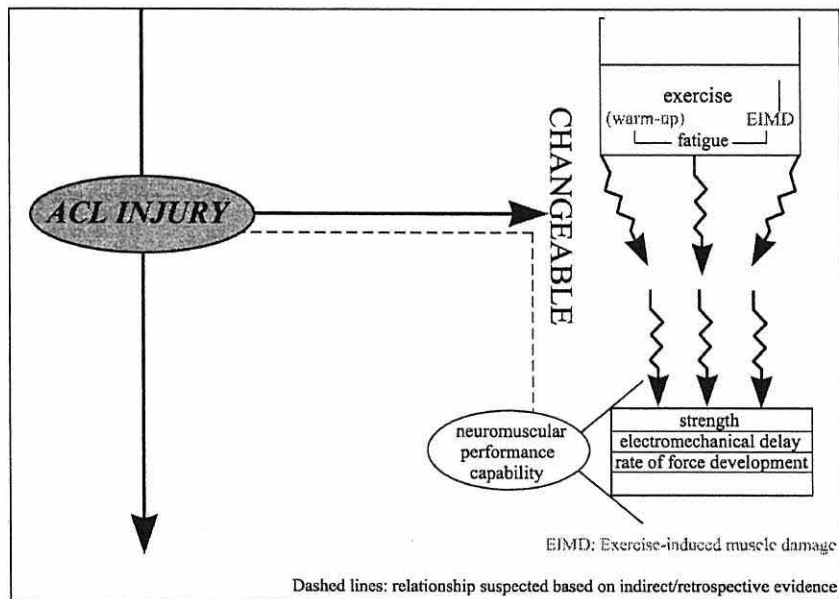 exercise
(warm-up) EIMD
fatigue
CHANGEABLE
ACL INJURY
neuromuscular
performance
capability
strength
electromechanical delay
rate of force development
EIMD: Exercise-induced muscle damage
Dashed lines: relationship suspected based on indirect/retrospective evidence